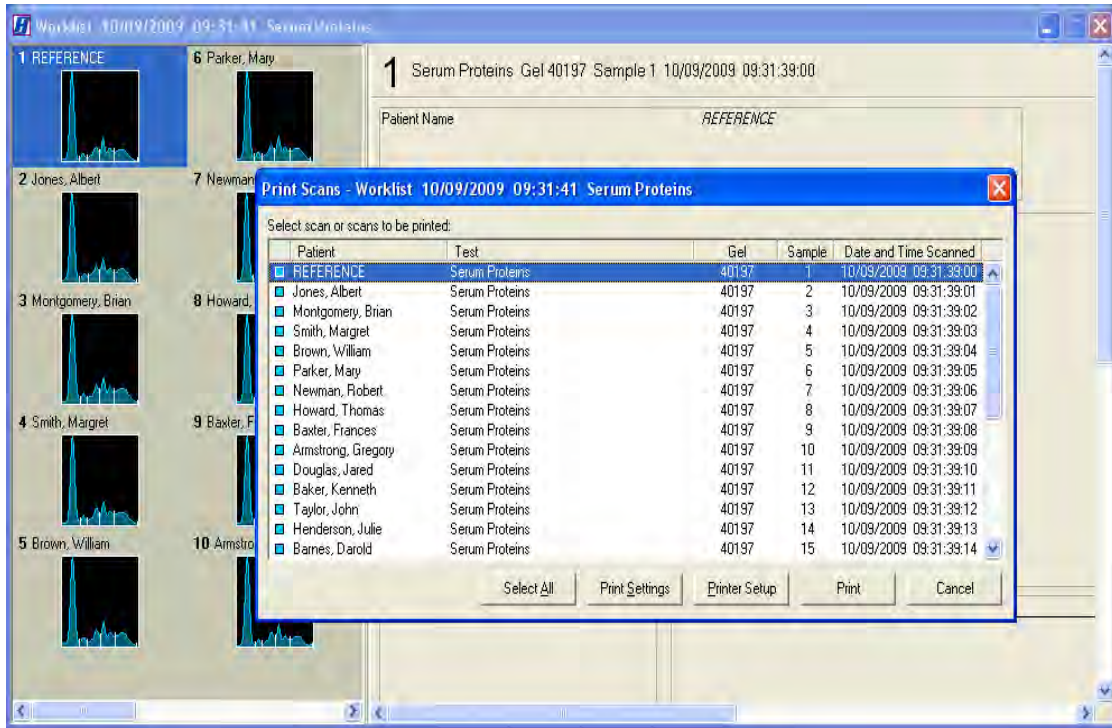 Worklist 10/09/2009 09:31:41 Serum Proteins
1 REFERENCE
6 Parker, Mary
2 Jones, Albert
7 Newman
3 Montgomery, Brian
8 Howard,
4 Smith, Margret
9 Baxter, F
5 Brown, William
10 Armstro
1 Serum Proteins Gel 40197 Sample 1 10/09/2009 09:31:39:00
Patient Name REFERENCE
Print Scans - Worklist 10/09/2009 09:31:41 Serum Proteins
Select scan or scans to be printed:
Patient Test Gel Sample Date and Time Scanned
REFERENCE Serum Proteins 40197 1 10/09/2009 09:31:39:00
Jones, Albert Serum Proteins 40197 2 10/09/2009 09:31:39:01
Montgomery, Brian Serum Proteins 40197 3 10/09/2009 09:31:39:02
Smith, Margret Serum Proteins 40197 4 10/09/2009 09:31:39:03
Brown, William Serum Proteins 40197 5 10/09/2009 09:31:39:04
Parker, Mary Serum Proteins 40197 6 10/09/2009 09:31:39:05
Newman, Robert Serum Proteins 40197 7 10/09/2009 09:31:39:06
Howard, Thomas Serum Proteins 40197 8 10/09/2009 09:31:39:07
Baxter, Frances Serum Proteins 40197 9 10/09/2009 09:31:39:08
Armstrong, Gregory Serum Proteins 40197 10 10/09/2009 09:31:39:09
Douglas, Jared Serum Proteins 40197 11 10/09/2009 09:31:39:10
Baker, Kenneth Serum Proteins 40197 12 10/09/2009 09:31:39:11
Taylor, John Serum Proteins 40197 13 10/09/2009 09:31:39:12
Henderson, Julie Serum Proteins 40197 14 10/09/2009 09:31:39:13
Barnes, Darold Serum Proteins 40197 15 10/09/2009 09:31:39:14
Select All Print Settings Printer Setup Print Cancel